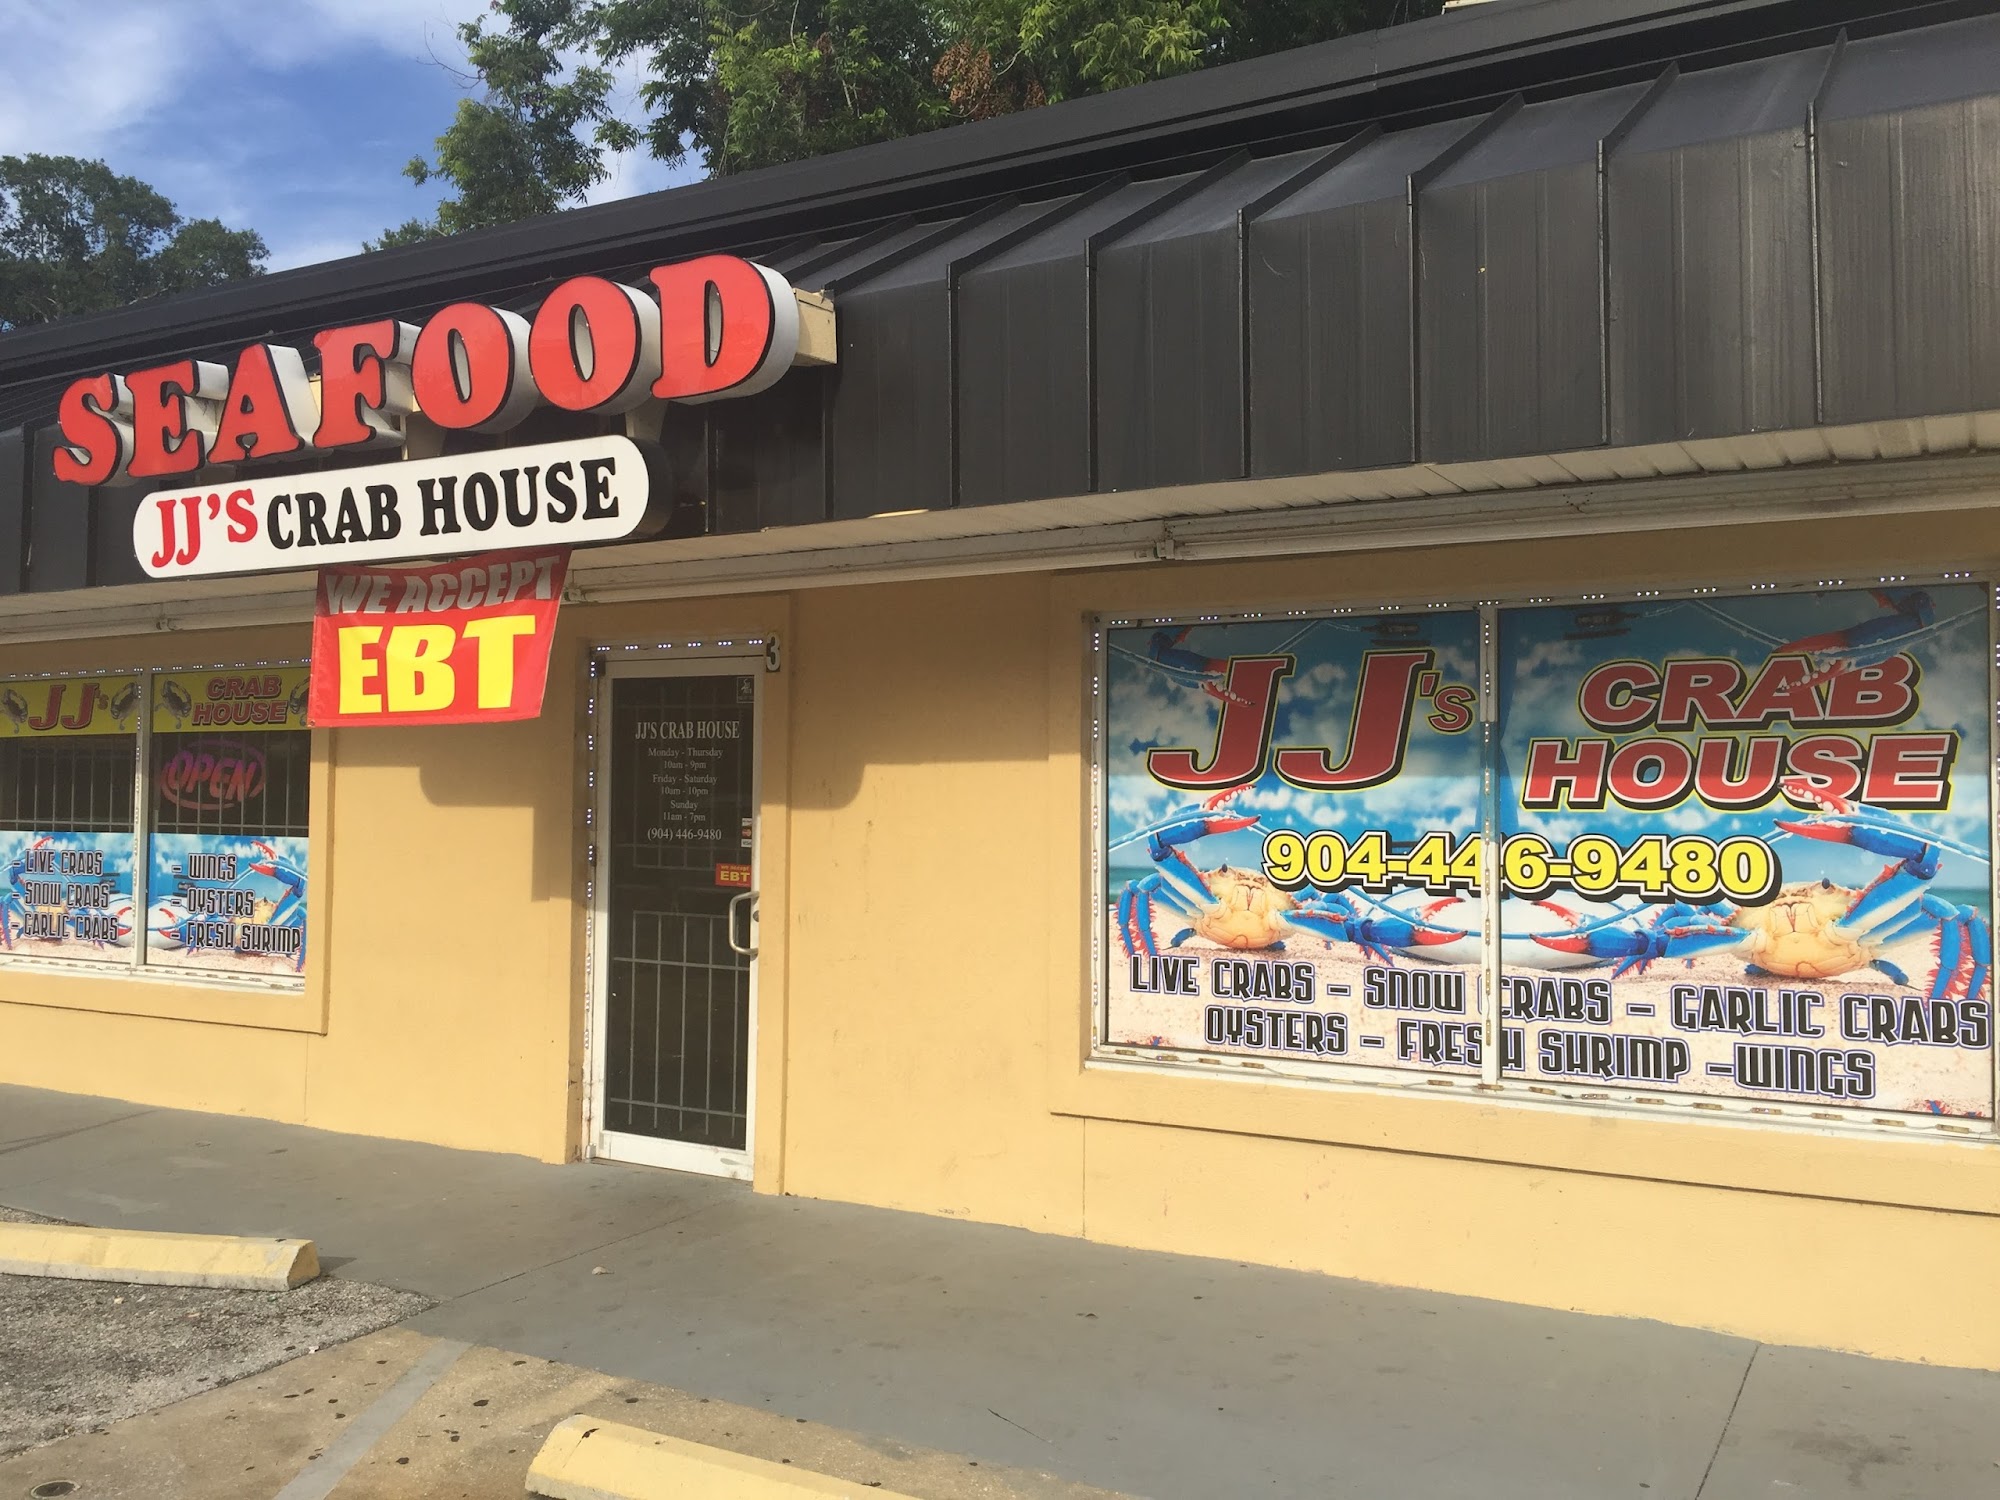 SEAFOOD
JJ'S CRAB HOUSE
WE ACCEPT
EBT
JJ's
CRAB
HOUSE
OPEN
- LIVE CRABS
- SNOW CRABS
- GARLIC CRABS
- WINGS
- OYSTERS
- FRESH SHRIMP
3
JJ'S CRAB HOUSE
Monday - Thursday
10am - 9pm
Friday - Saturday
10am - 10pm
Sunday
11am - 7pm
(904) 446-9480
EBT
JJ's
CRAB
HOUSE
904-446-9480
LIVE CRABS - SNOW CRABS - GARLIC CRABS
OYSTERS - FRESH SHRIMP -WINGS